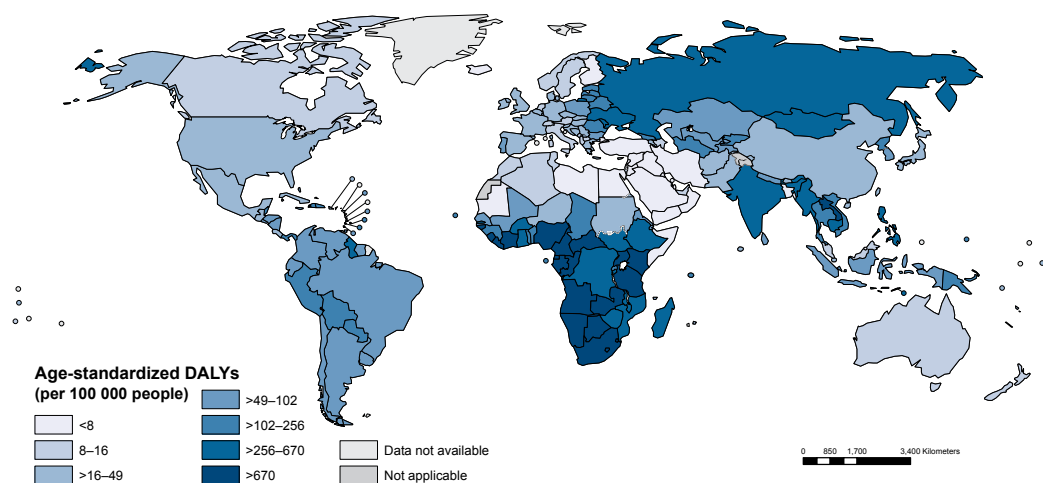 Age-standardized DALYs
(per 100 000 people)
<8
8–16
>16–49
>49–102
>102–256
>256–670
>670
Data not available
Not applicable
0 850 1,700 3,400 Kilometers